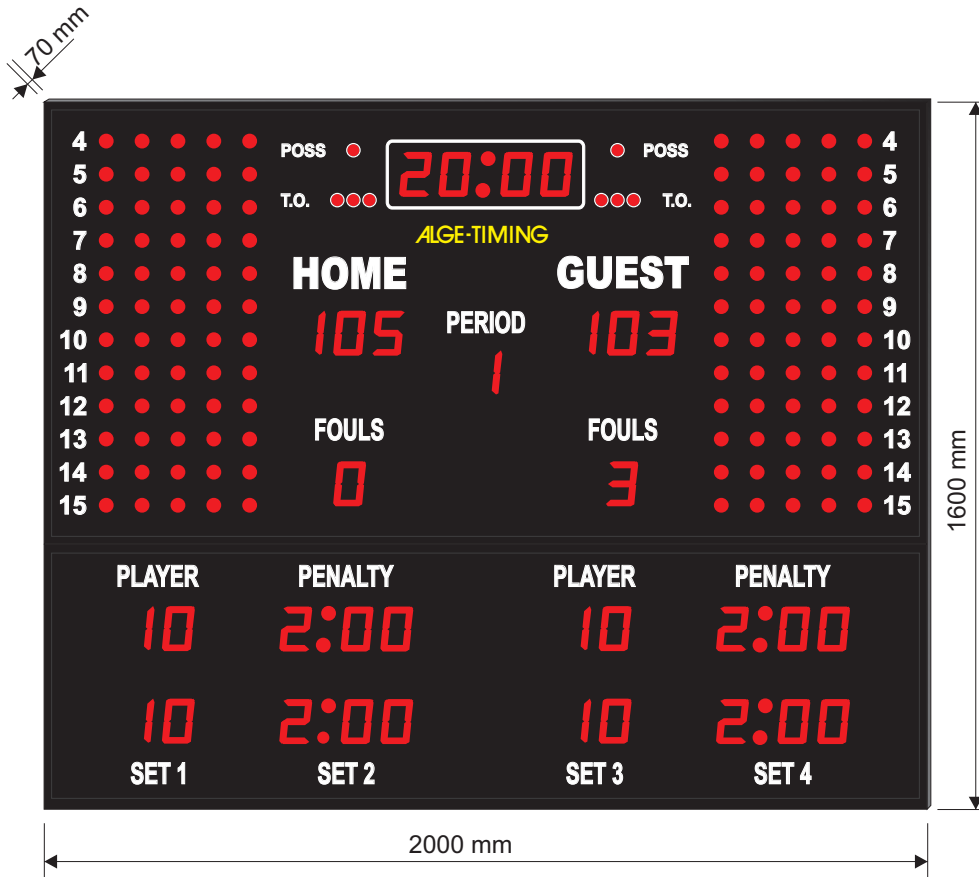 70 mm
4 4
POSS 20:00 POSS
5 5
6 T.O. T.O. 6
7 ALGE-TIMING 7
8 HOME GUEST 8
9 9
PERIOD
10 105 103 10
11 1 11
12 12
13 FOULS FOULS 13
14 0 3 14
15 15
1600 mm
PLAYER PENALTY PLAYER PENALTY
10 2:00 10 2:00
10 2:00 10 2:00
SET 1 SET 2 SET 3 SET 4
2000 mm